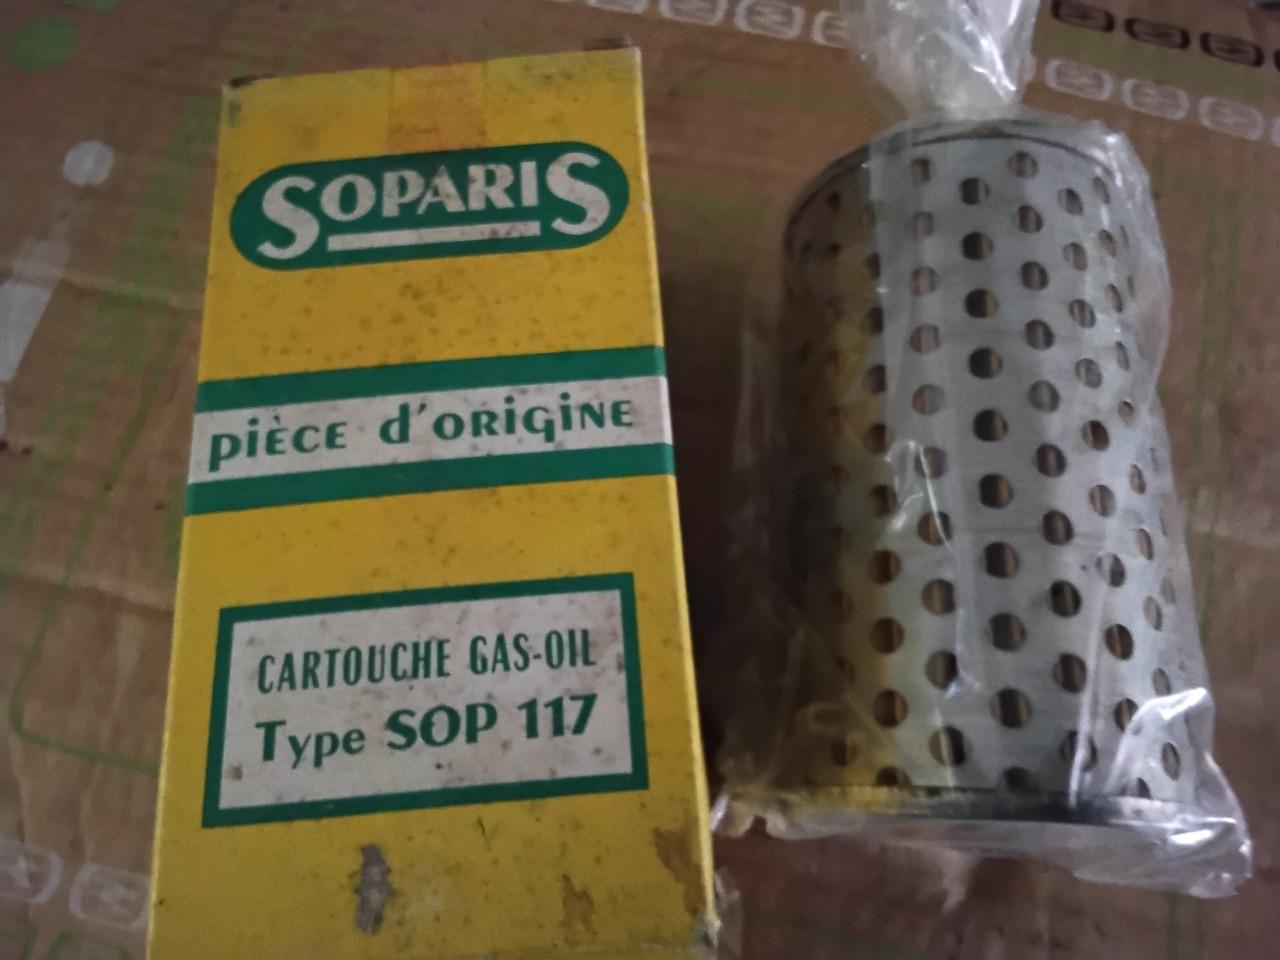 SOPARIS
pièce d'origine
CARTOUCHE GAS-OIL
Type SOP 117